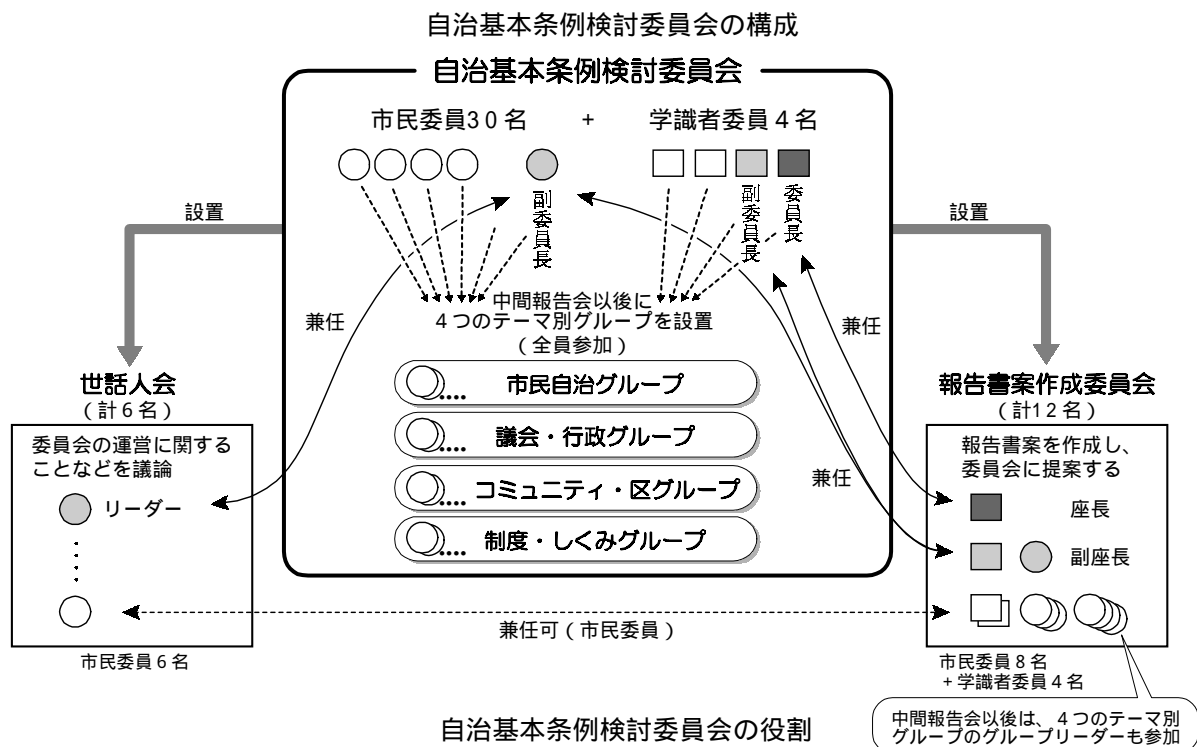 自治基本条例検討委員会の構成
自治基本条例検討委員会
市民委員30名 + 学識者委員4名
副委員長
副委員長
委員長
設置
設置
中間報告会以後に
4つのテーマ別グループを設置
(全員参加)
兼任
兼任
市民自治グループ
議会・行政グループ
コミュニティ・区グループ
制度・しくみグループ
兼任
世話人会
(計6名)
委員会の運営に関する
ことなどを議論
リーダー
市民委員6名
報告書案作成委員会
(計12名)
報告書案を作成し、
委員会に提案する
座長
副座長
兼任可(市民委員)
市民委員8名
+学識者委員4名
中間報告会以後は、4つのテーマ別
グループのグループリーダーも参加
自治基本条例検討委員会の役割